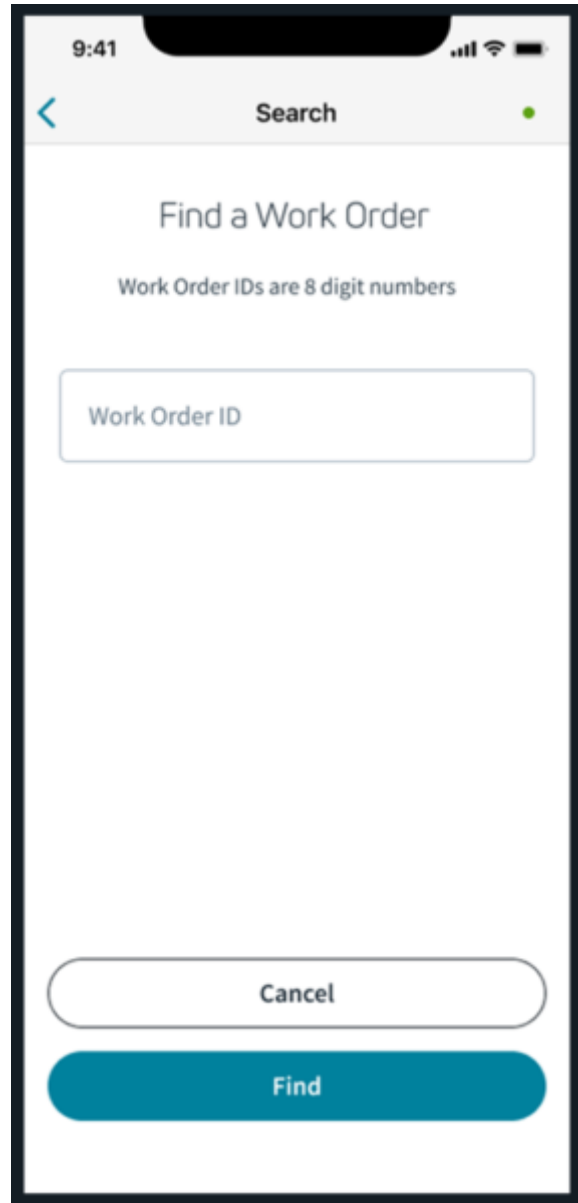 9:41
Search
Find a Work Order
Work Order IDs are 8 digit numbers
Work Order ID
Cancel
Find